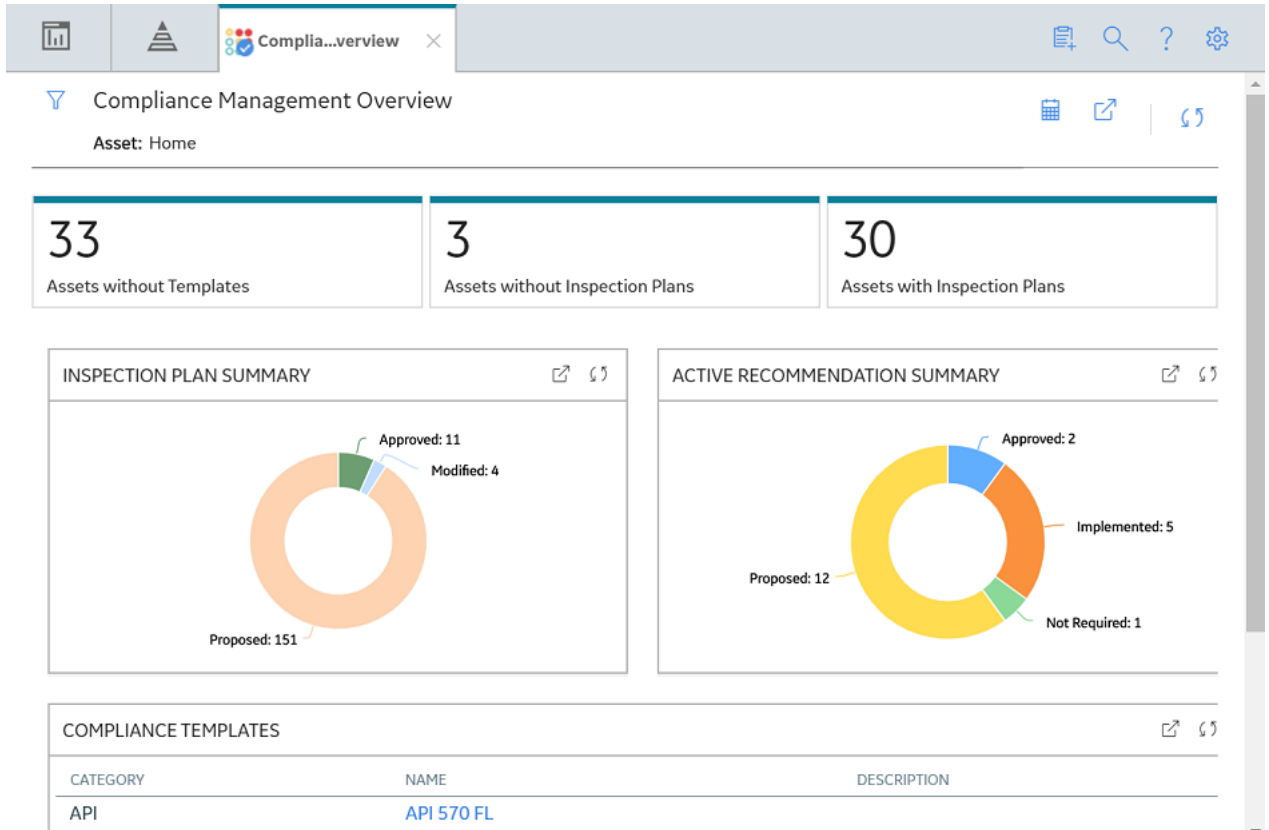 Complia...verview
Compliance Management Overview
Asset: Home
33
Assets without Templates
3
Assets without Inspection Plans
30
Assets with Inspection Plans
INSPECTION PLAN SUMMARY
Approved: 11
Modified: 4
Proposed: 151
ACTIVE RECOMMENDATION SUMMARY
Approved: 2
Implemented: 5
Proposed: 12
Not Required: 1
COMPLIANCE TEMPLATES
CATEGORY NAME DESCRIPTION
API API 570 FL